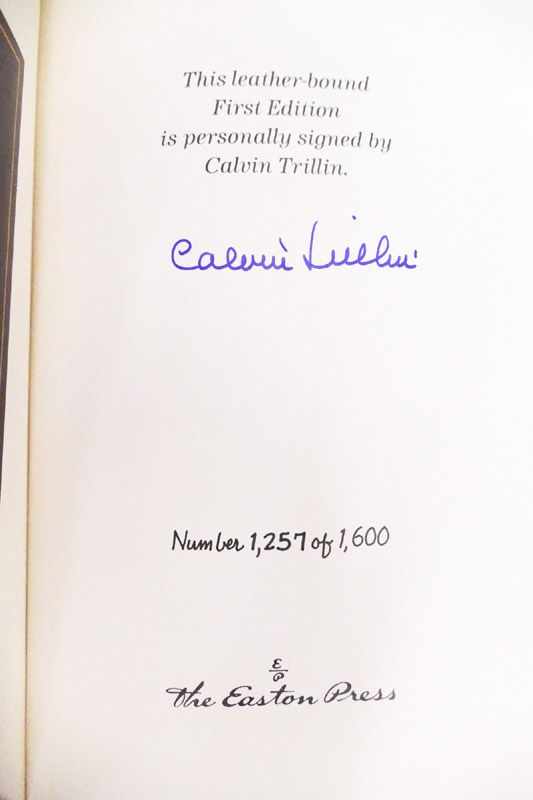 This leather-bound
First Edition
is personally signed by
Calvin Trillin.
Calvin Trillin
Number 1,257 of 1,600
E
P
The Easton Press